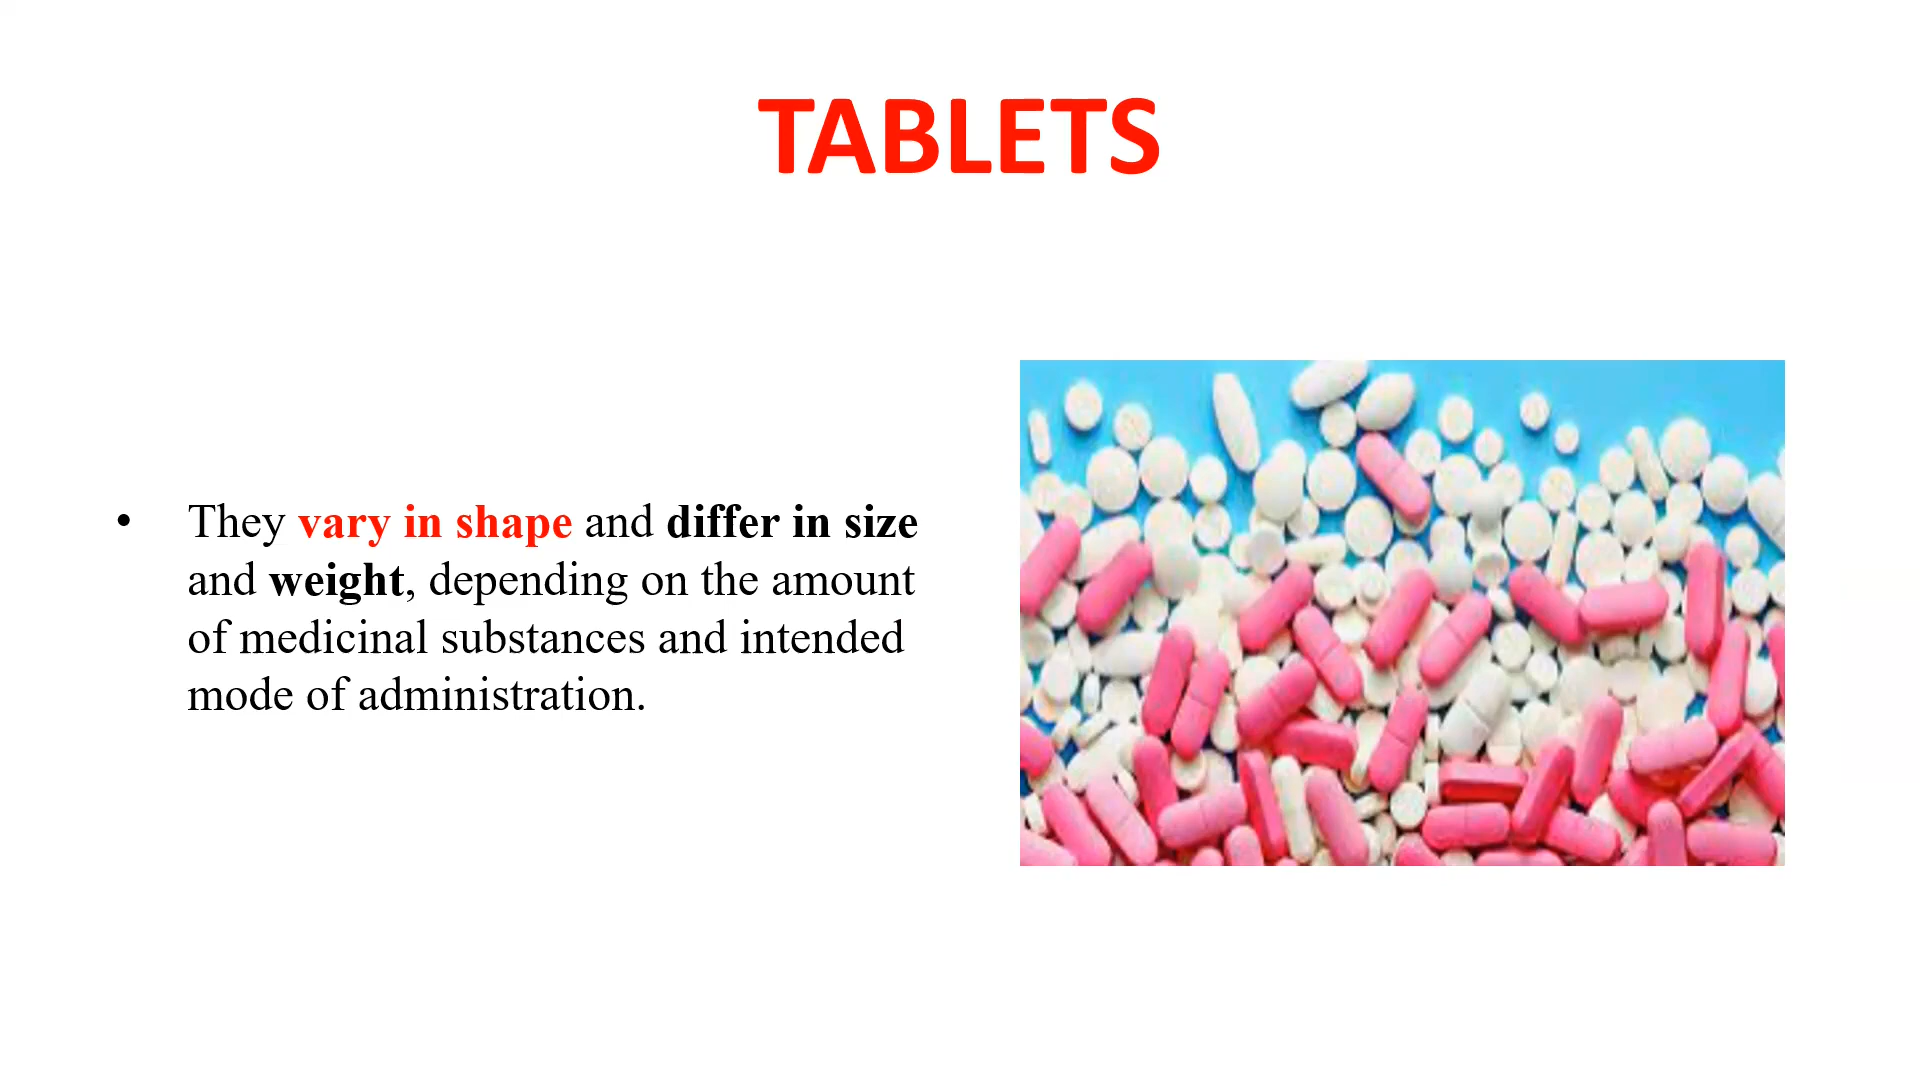 TABLETS
• They vary in shape and differ in size
and weight, depending on the amount
of medicinal substances and intended
mode of administration.